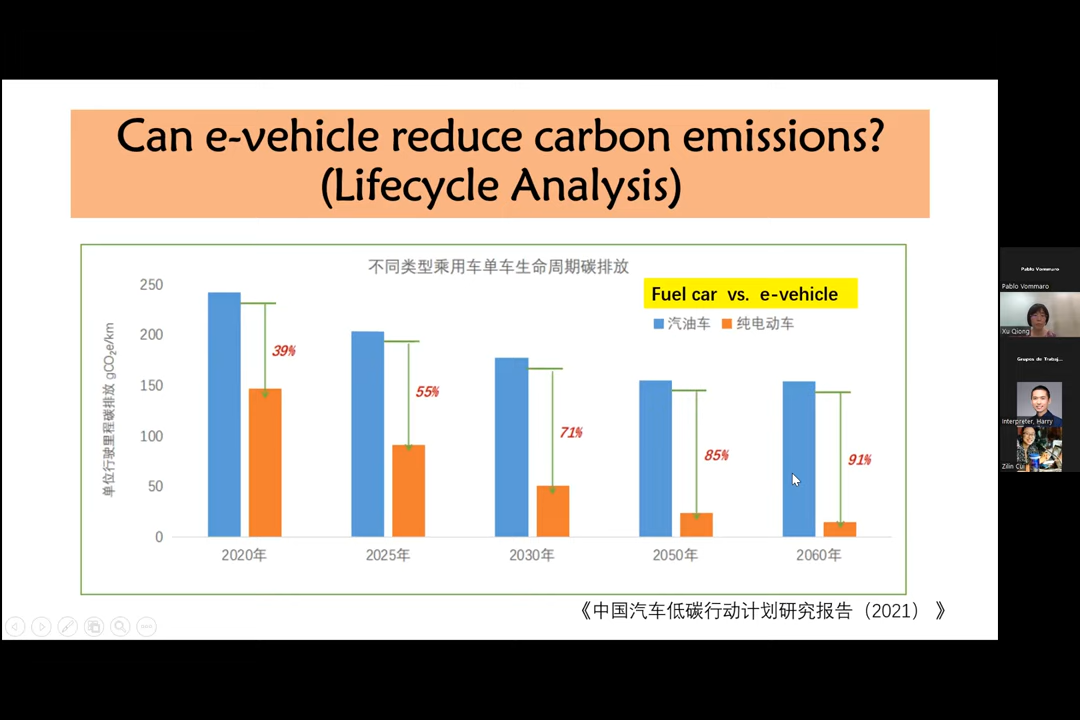 Can e-vehicle reduce carbon emissions?
(Lifecycle Analysis)
不同类型乘用车单车生命周期碳排放
Fuel car vs. e-vehicle
汽油车 纯电动车
单位行驶里程碳排放 gCO₂e/km
250
200
150
100
50
0
39%
55%
71%
85%
91%
2020年 2025年 2030年 2050年 2060年
《中国汽车低碳行动计划研究报告（2021）》
Pablo Vommaro
Pablo Vommaro
Xu Qiong
Grupos de Trabaj...
Interpreter, Harry
Zilin Cui